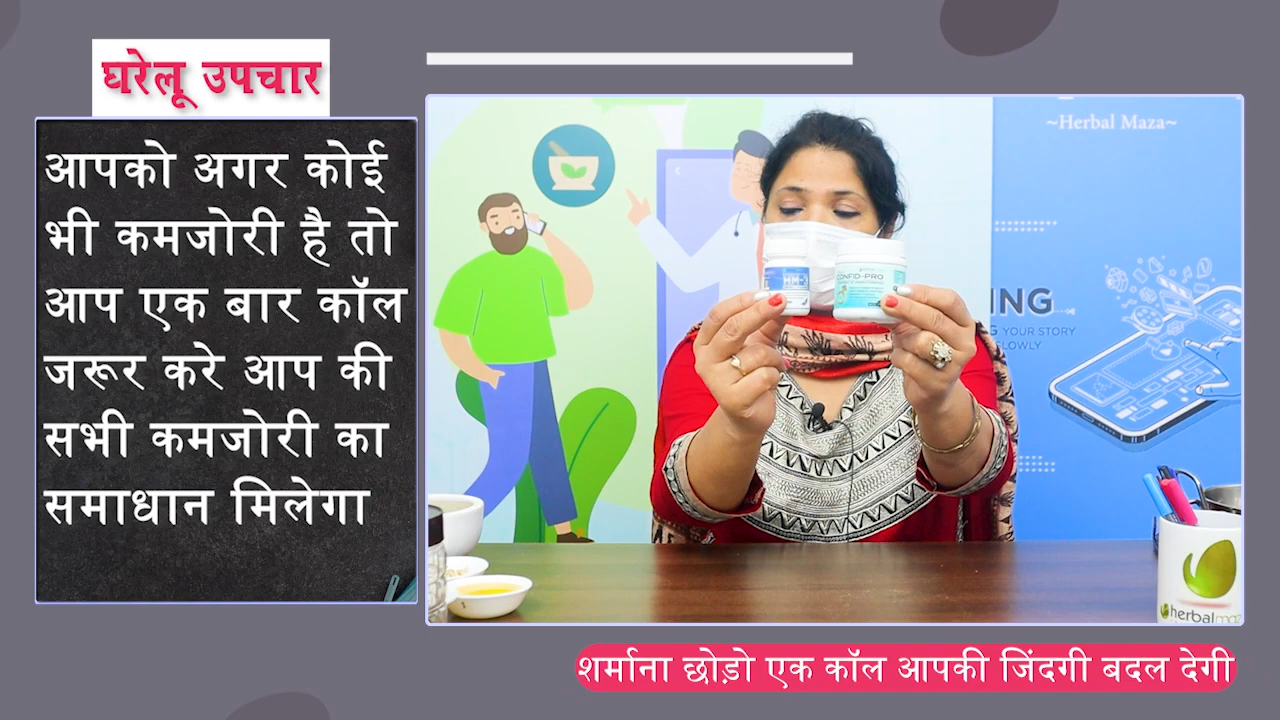 घरेलू उपचार
आपको अगर कोई
भी कमजोरी है तो
आप एक बार कॉल
जरूर करे आप की
सभी कमजोरी का
समाधान मिलेगा
~Herbal Maza~
CONFID-PRO
ING
G YOUR STORY
SLOWLY
herbalmaza
शर्माना छोड़ो एक कॉल आपकी जिंदगी बदल देगी